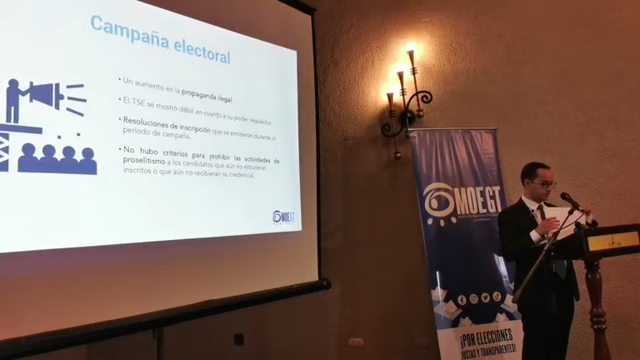 Campaña electoral
• Un aumento en la propaganda ilegal
• El TSE se mostró débil en cuanto a su poder regulador.
• Resoluciones de inscripción que se emitieron durante el
período de campaña.
• No hubo criterios para prohibir las actividades de
proselitismo a los candidatos que aún no estuvieran
inscritos o que aún no recibieran su credencial.
MOEGT
MOEGT
¡POR ELECCIONES
JUSTAS Y TRANSPARENTES!